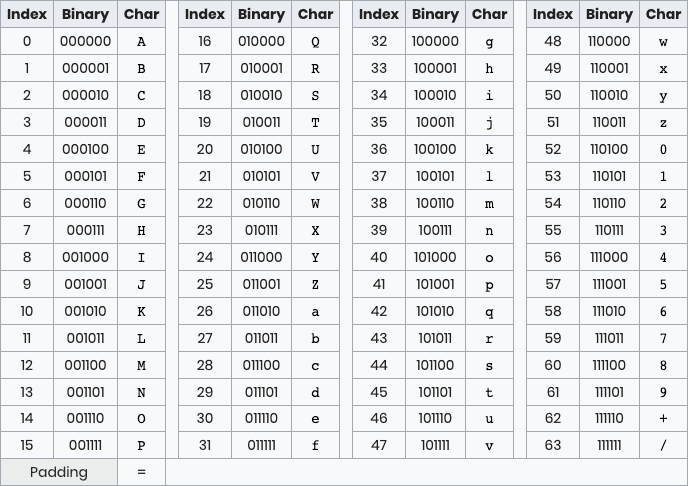 Index Binary Char Index Binary Char Index Binary Char Index Binary Char
0 000000 A 16 010000 Q 32 100000 g 48 110000 w
1 000001 B 17 010001 R 33 100001 h 49 110001 x
2 000010 C 18 010010 S 34 100010 i 50 110010 y
3 000011 D 19 010011 T 35 100011 j 51 110011 z
4 000100 E 20 010100 U 36 100100 k 52 110100 0
5 000101 F 21 010101 V 37 100101 l 53 110101 1
6 000110 G 22 010110 W 38 100110 m 54 110110 2
7 000111 H 23 010111 X 39 100111 n 55 110111 3
8 001000 I 24 011000 Y 40 101000 o 56 111000 4
9 001001 J 25 011001 Z 41 101001 p 57 111001 5
10 001010 K 26 011010 a 42 101010 q 58 111010 6
11 001011 L 27 011011 b 43 101011 r 59 111011 7
12 001100 M 28 011100 c 44 101100 s 60 111100 8
13 001101 N 29 011101 d 45 101101 t 61 111101 9
14 001110 O 30 011110 e 46 101110 u 62 111110 +
15 001111 P 31 011111 f 47 101111 v 63 111111 /
Padding =